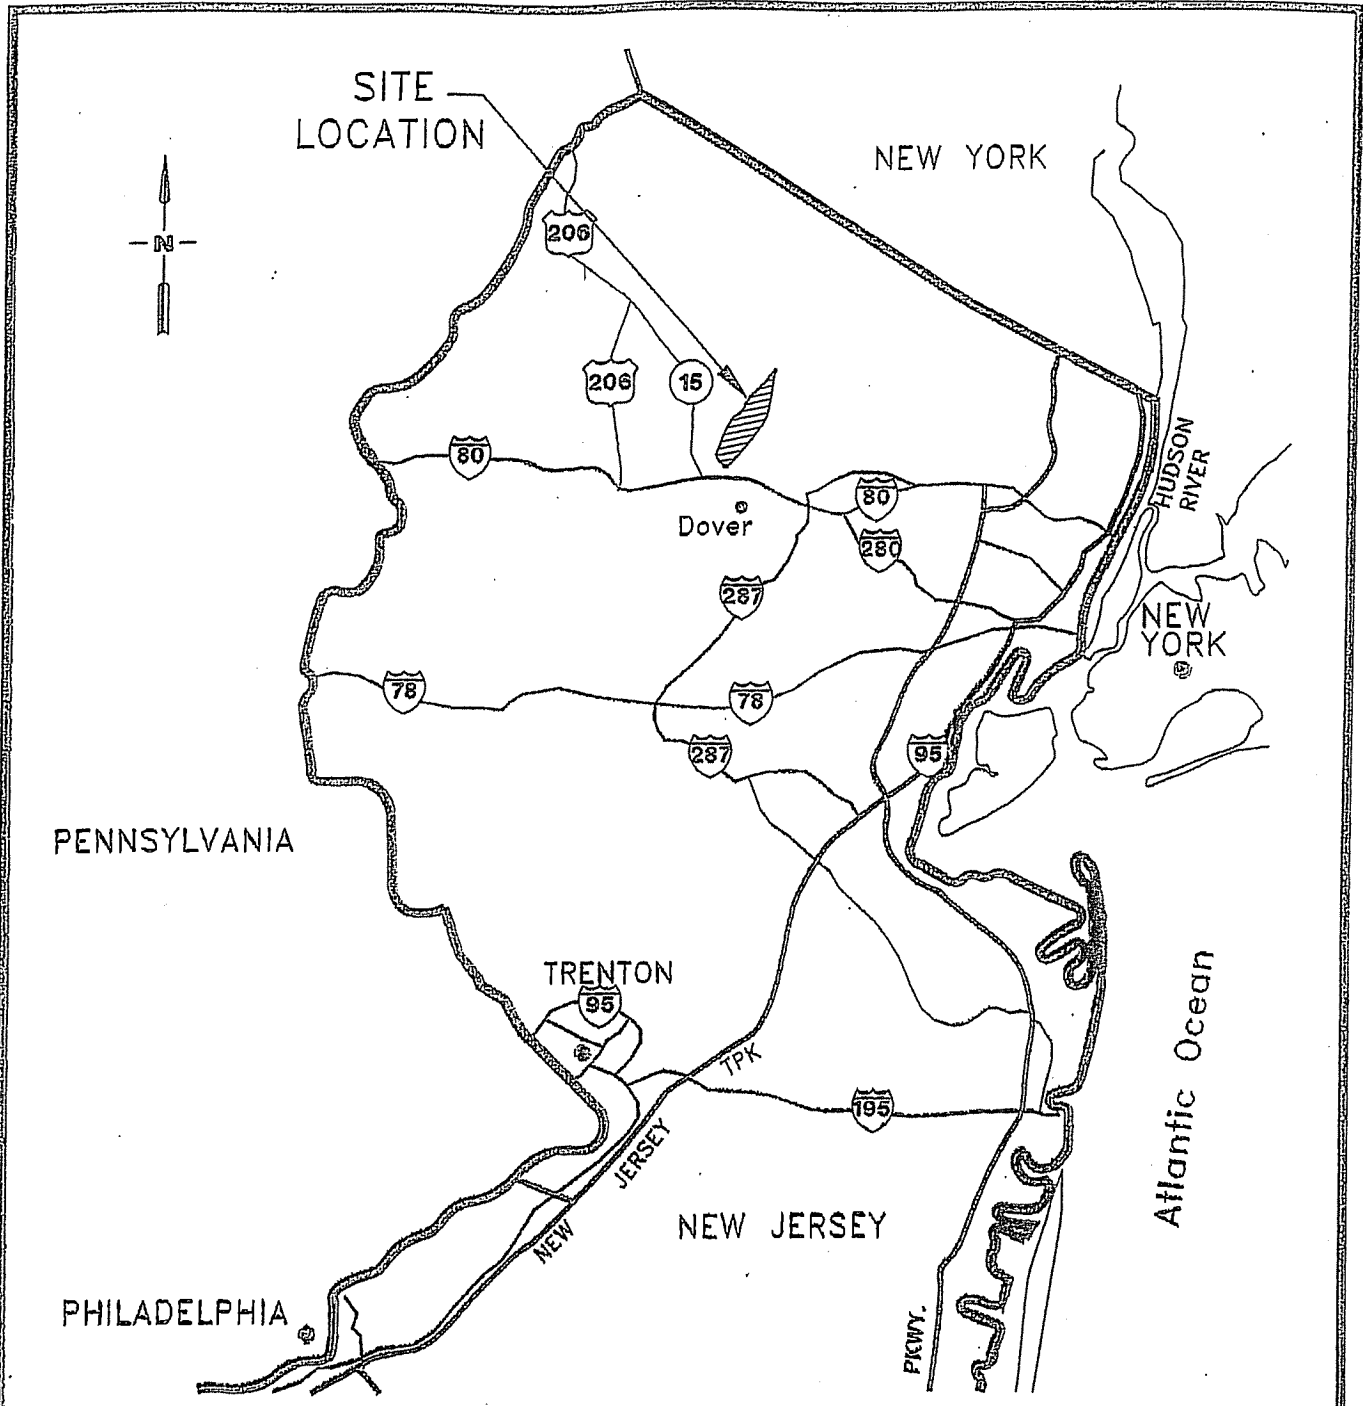 SITE
LOCATION
NEW YORK
N
206
206
15
80
HUDSON
RIVER
80
Dover
280
287
NEW
YORK
78
78
287
95
PENNSYLVANIA
TRENTON
95
Atlantic Ocean
TPK
195
JERSEY
NEW JERSEY
NEW
PHILADELPHIA
PKWY.